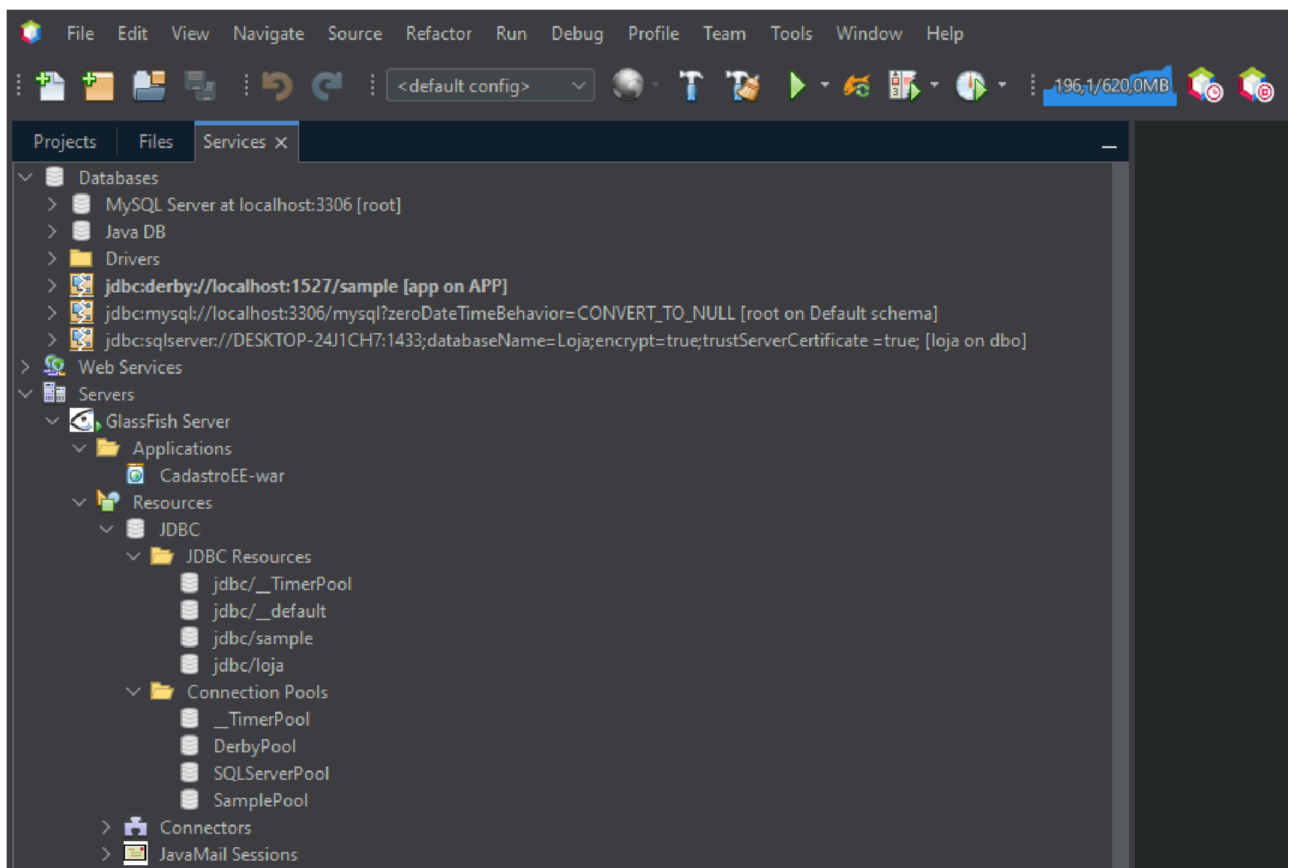 File Edit View Navigate Source Refactor Run Debug Profile Team Tools Window Help
<default config>
196,1/620,0MB
Projects Files Services
Databases
MySQL Server at localhost:3306 [root]
Java DB
Drivers
jdbc:derby://localhost:1527/sample [app on APP]
jdbc:mysql://localhost:3306/mysql?zeroDateTimeBehavior=CONVERT_TO_NULL [root on Default schema]
jdbc:sqlserver://DESKTOP-24J1CH7:1433;databaseName=Loja;encrypt=true;trustServerCertificate =true; [loja on dbo]
Web Services
Servers
GlassFish Server
Applications
CadastroEE-war
Resources
JDBC
JDBC Resources
jdbc/__TimerPool
jdbc/__default
jdbc/sample
jdbc/loja
Connection Pools
__TimerPool
DerbyPool
SQLServerPool
SamplePool
Connectors
JavaMail Sessions